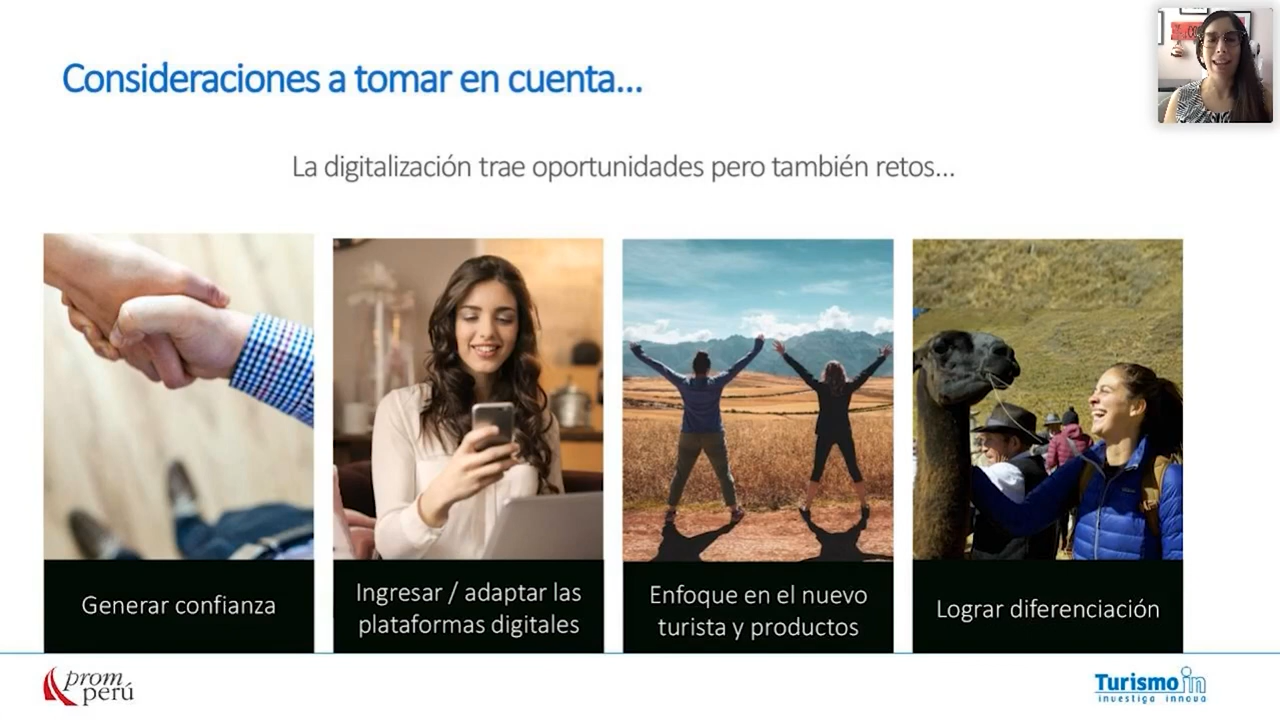 Consideraciones a tomar en cuenta...
La digitalización trae oportunidades pero también retos...
Generar confianza
Ingresar / adaptar las
plataformas digitales
Enfoque en el nuevo
turista y productos
Lograr diferenciación
prom
perú
Turismo in
investiga innova